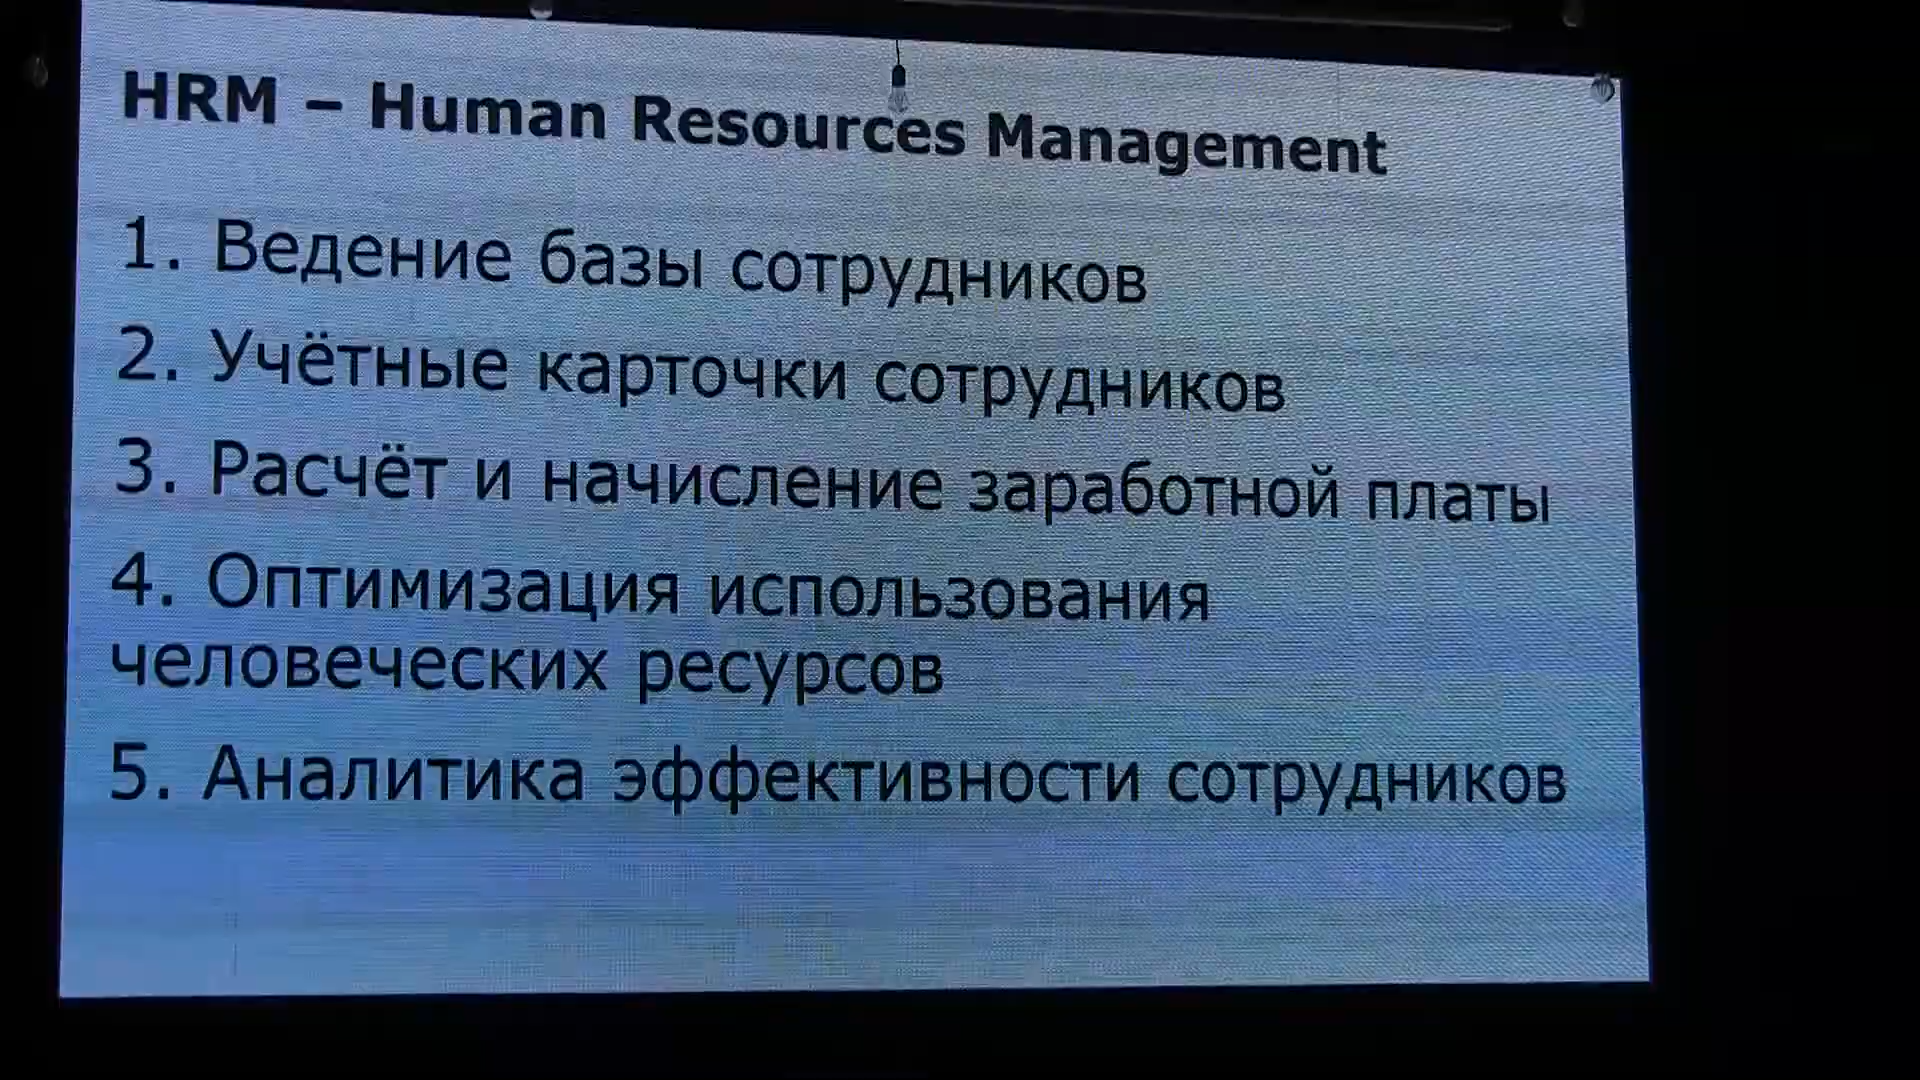 HRM – Human Resources Management
1. Ведение базы сотрудников
2. Учётные карточки сотрудников
3. Расчёт и начисление заработной платы
4. Оптимизация использования
человеческих ресурсов
5. Аналитика эффективности сотрудников